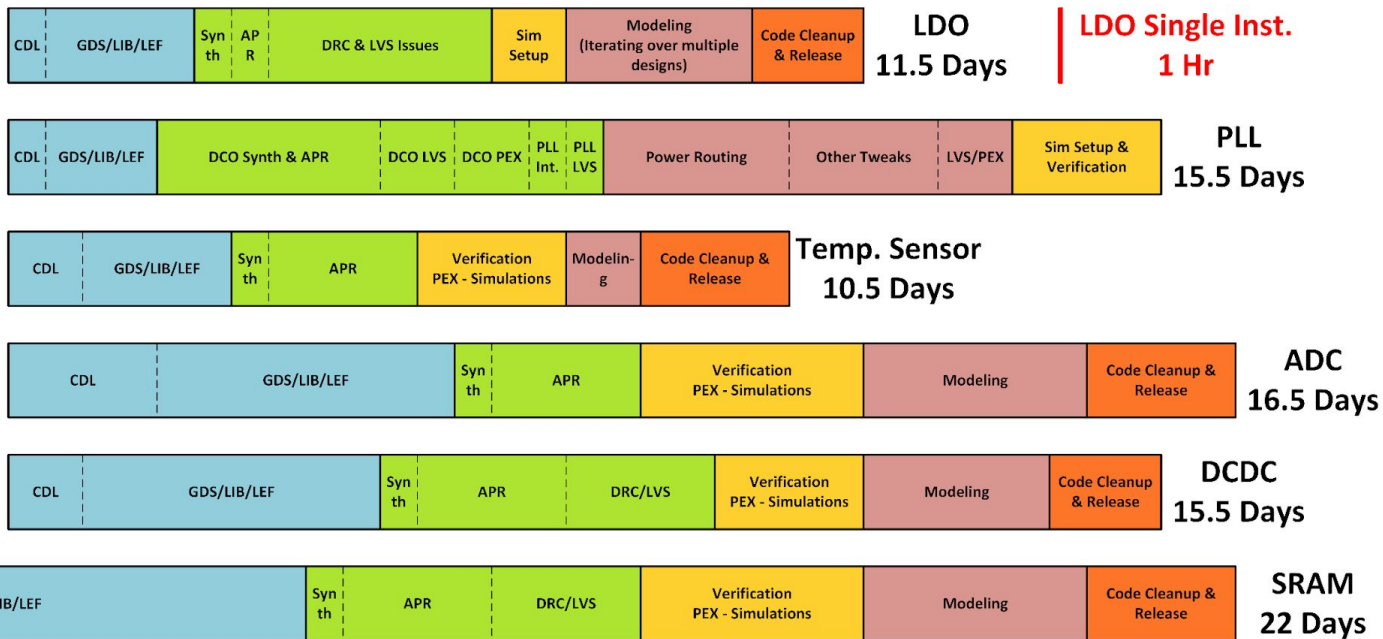 CDL
GDS/LIB/LEF
Syn
th
AP
R
DRC & LVS Issues
Sim
Setup
Modeling
(Iterating over multiple
designs)
Code Cleanup
& Release
LDO
11.5 Days
LDO Single Inst.
1 Hr
CDL
GDS/LIB/LEF
DCO Synth & APR
DCO LVS
DCO PEX
PLL
Int.
PLL
LVS
Power Routing
Other Tweaks
LVS/PEX
Sim Setup &
Verification
PLL
15.5 Days
CDL
GDS/LIB/LEF
Syn
th
APR
Verification
PEX - Simulations
Modelin-
g
Code Cleanup &
Release
Temp. Sensor
10.5 Days
CDL
GDS/LIB/LEF
Syn
th
APR
Verification
PEX - Simulations
Modeling
Code Cleanup &
Release
ADC
16.5 Days
CDL
GDS/LIB/LEF
Syn
th
APR
DRC/LVS
Verification
PEX - Simulations
Modeling
Code Cleanup
& Release
DCDC
15.5 Days
IB/LEF
Syn
th
APR
DRC/LVS
Verification
PEX - Simulations
Modeling
Code Cleanup &
Release
SRAM
22 Days